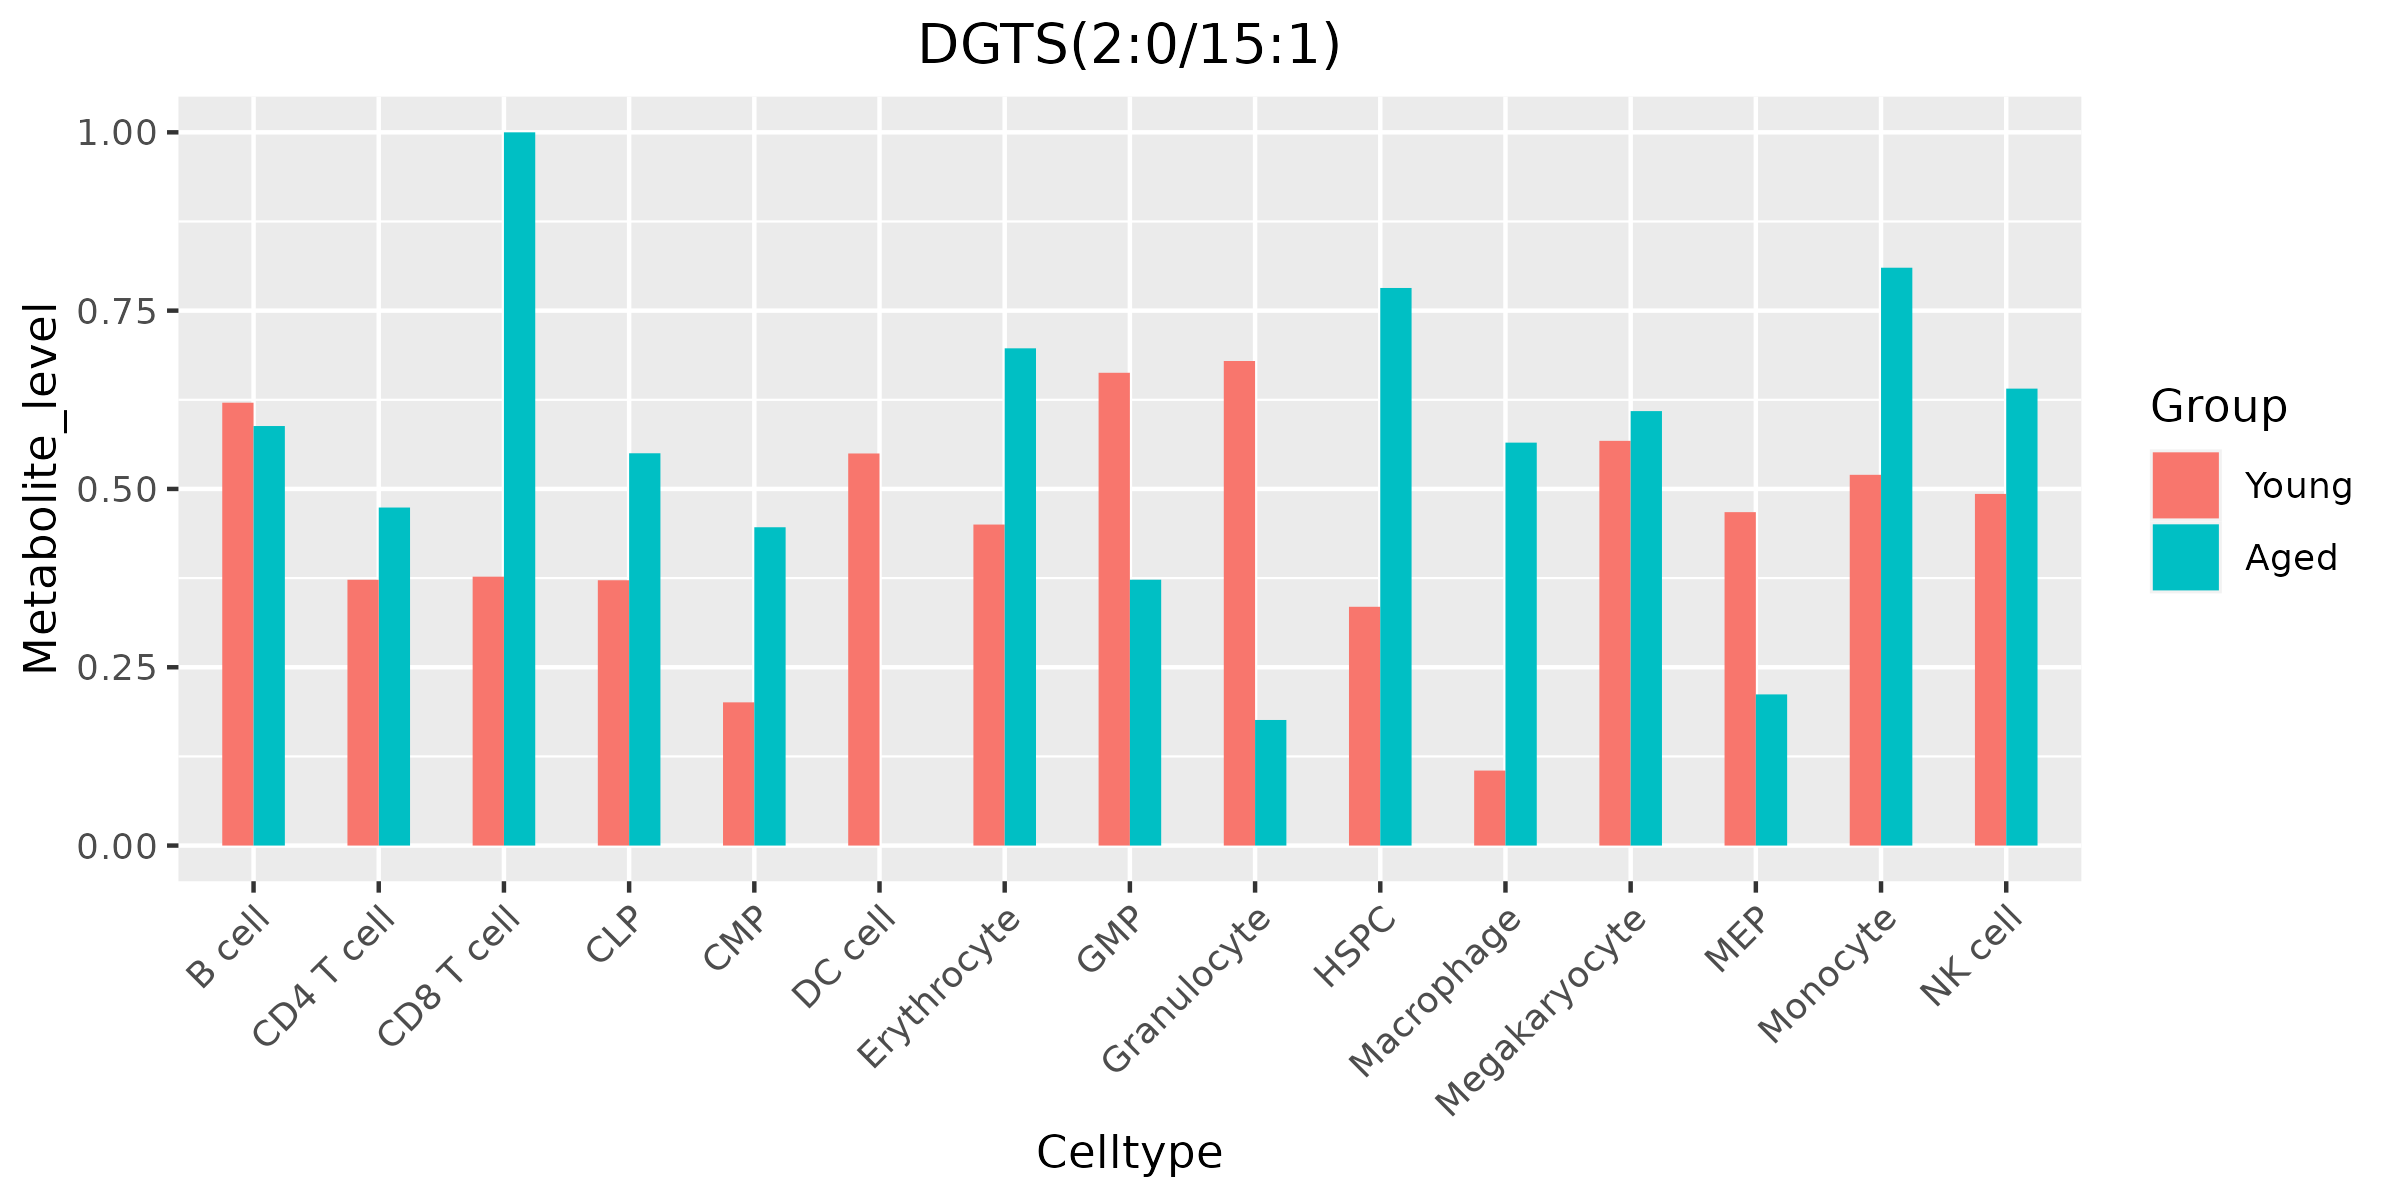 DGTS(2:0/15:1)
Metabolite_level
1.00
0.75
0.50
0.25
0.00
B cell
CD4 T cell
CD8 T cell
CLP
CMP
DC cell
Erythrocyte
GMP
Granulocyte
HSPC
Macrophage
Megakaryocyte
MEP
Monocyte
NK cell
Celltype
Group
Young
Aged